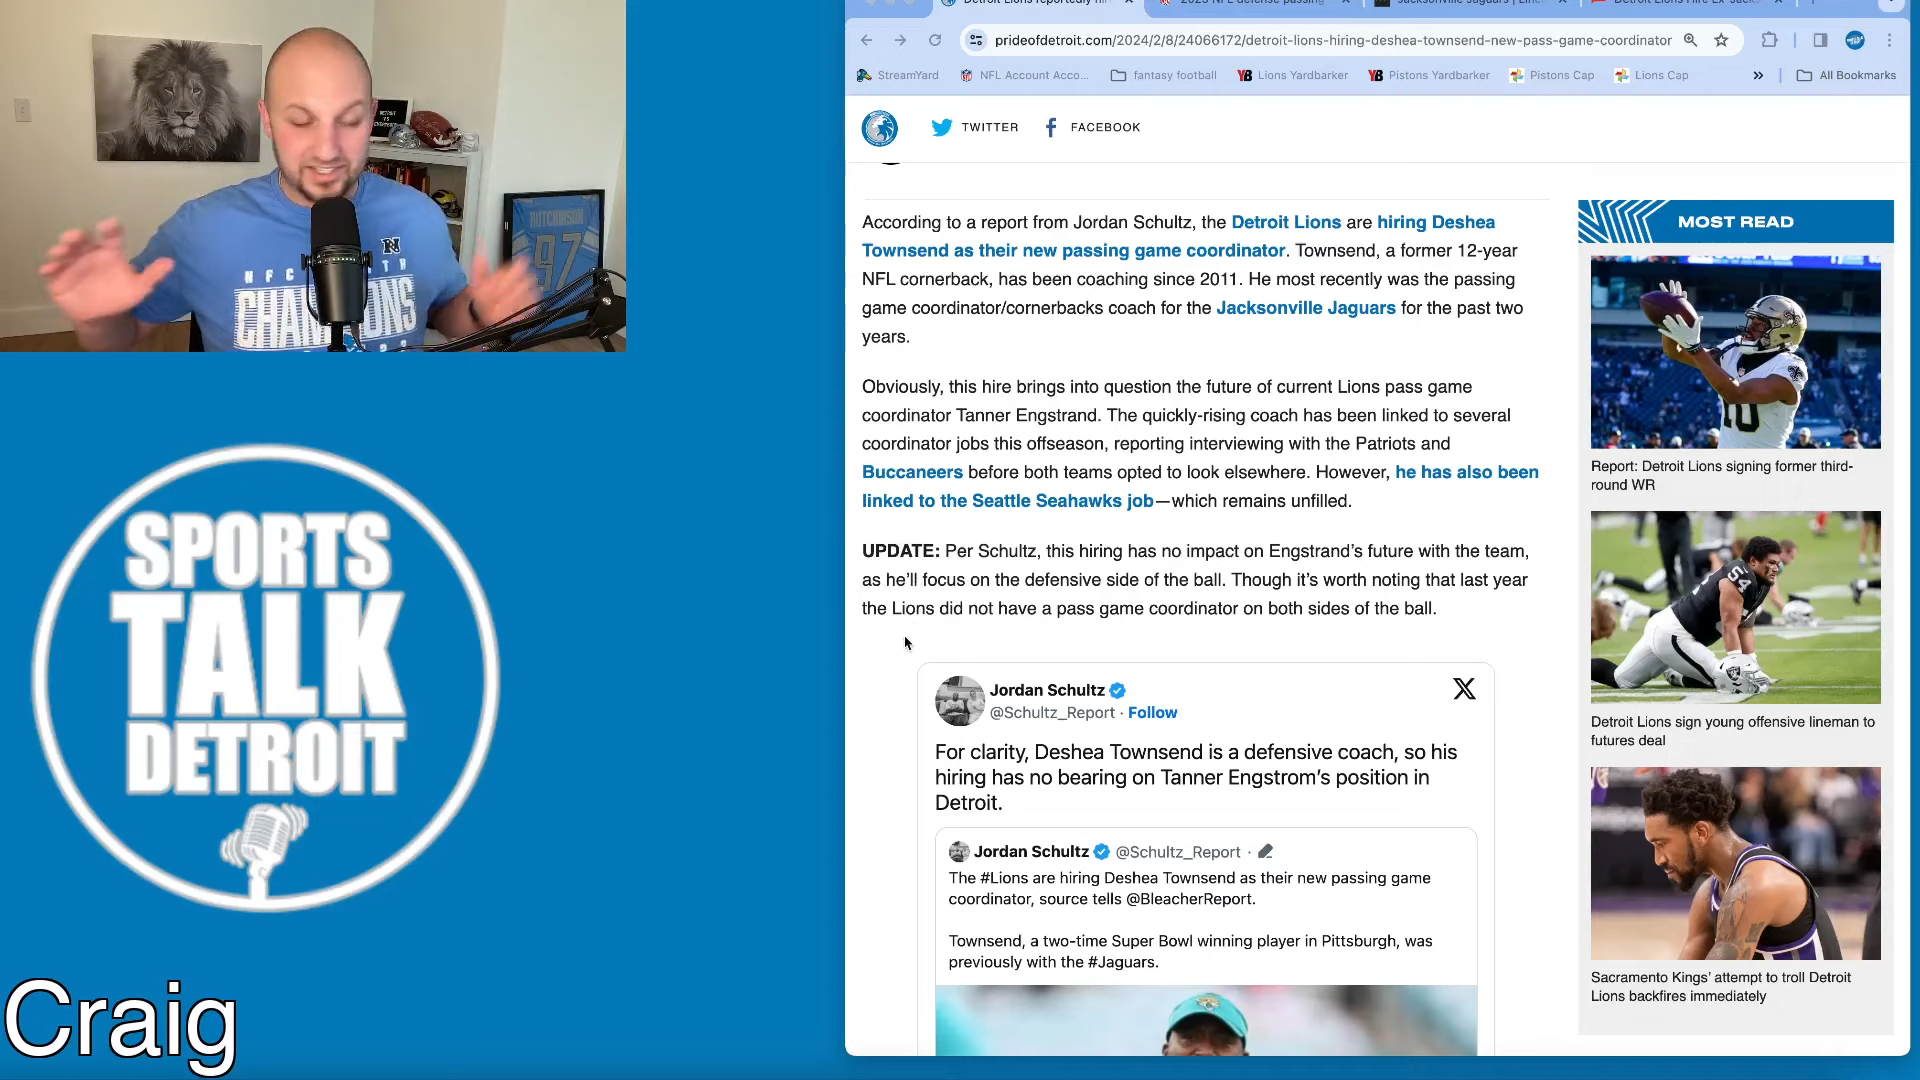 prideofdetroit.com/2024/2/8/24066172/detroit-lions-hiring-deshea-townsend-new-pass-game-coordinator
StreamYard
NFL Account Acco...
fantasy football
Lions Yardbarker
Pistons Yardbarker
Pistons Cap
Lions Cap
All Bookmarks
TWITTER
FACEBOOK
According to a report from Jordan Schultz, the Detroit Lions are hiring Deshea
Townsend as their new passing game coordinator. Townsend, a former 12-year
NFL cornerback, has been coaching since 2011. He most recently was the passing
game coordinator/cornerbacks coach for the Jacksonville Jaguars for the past two
years.
Obviously, this hire brings into question the future of current Lions pass game
coordinator Tanner Engstrand. The quickly-rising coach has been linked to several
coordinator jobs this offseason, reporting interviewing with the Patriots and
Buccaneers before both teams opted to look elsewhere. However, he has also been
linked to the Seattle Seahawks job—which remains unfilled.
UPDATE: Per Schultz, this hiring has no impact on Engstrand's future with the team,
as he'll focus on the defensive side of the ball. Though it's worth noting that last year
the Lions did not have a pass game coordinator on both sides of the ball.
Jordan Schultz
@Schultz_Report · Follow
For clarity, Deshea Townsend is a defensive coach, so his
hiring has no bearing on Tanner Engstrom's position in
Detroit.
Jordan Schultz @Schultz_Report ·
The #Lions are hiring Deshea Townsend as their new passing game
coordinator, source tells @BleacherReport.
Townsend, a two-time Super Bowl winning player in Pittsburgh, was
previously with the #Jaguars.
MOST READ
10
Report: Detroit Lions signing former third-
round WR
54
Detroit Lions sign young offensive lineman to
futures deal
Sacramento Kings' attempt to troll Detroit
Lions backfires immediately
HUTCHINSON
97
SPORTS
TALK
DETROIT
Craig